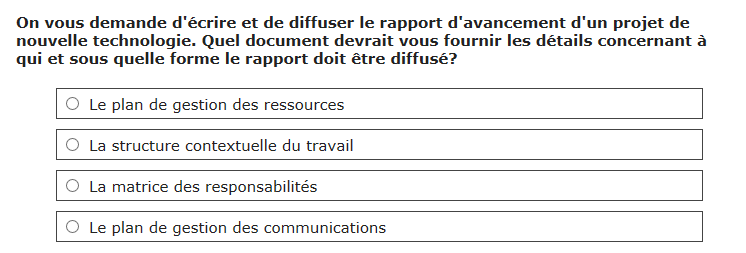 On vous demande d'écrire et de diffuser le rapport d'avancement d'un projet de
nouvelle technologie. Quel document devrait vous fournir les détails concernant à
qui et sous quelle forme le rapport doit être diffusé?
Le plan de gestion des ressources
La structure contextuelle du travail
La matrice des responsabilités
Le plan de gestion des communications